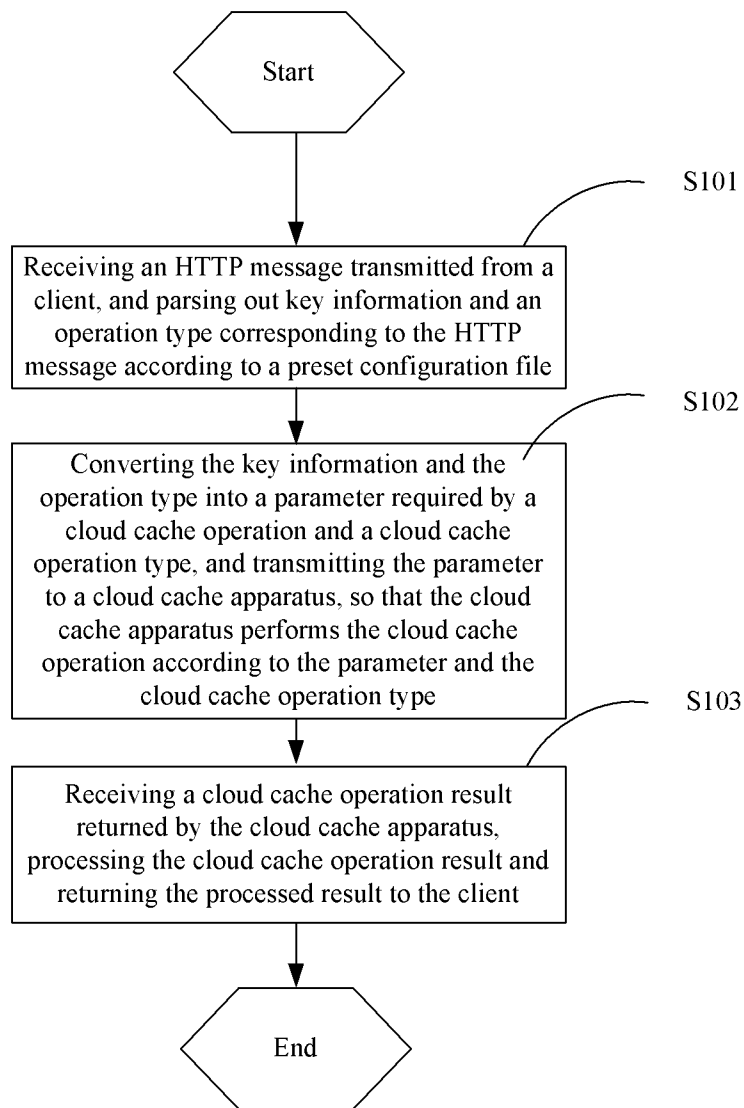 Start
S101
Receiving an HTTP message transmitted from a
client, and parsing out key information and an
operation type corresponding to the HTTP
message according to a preset configuration file
S102
Converting the key information and the
operation type into a parameter required by a
cloud cache operation and a cloud cache
operation type, and transmitting the parameter
to a cloud cache apparatus, so that the cloud
cache apparatus performs the cloud cache
operation according to the parameter and the
cloud cache operation type
S103
Receiving a cloud cache operation result
returned by the cloud cache apparatus,
processing the cloud cache operation result and
returning the processed result to the client
End